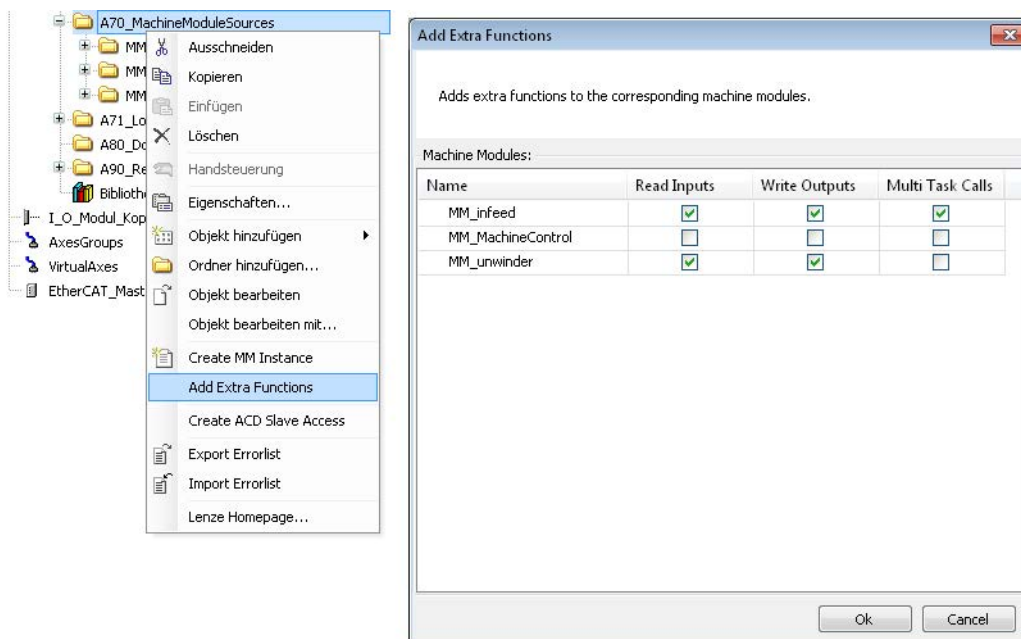 A70_MachineModuleSources
MM
MM
MM
A71_Lo
A80_Do
A90_Re
Biblioth
I_O_Modul_Kop
AxesGroups
VirtualAxes
EtherCAT_Mast
Ausschneiden
Kopieren
Einfügen
Löschen
Handsteuerung
Eigenschaften...
Objekt hinzufügen
Ordner hinzufügen...
Objekt bearbeiten
Objekt bearbeiten mit...
Create MM Instance
Add Extra Functions
Create ACD Slave Access
Export Errorlist
Import Errorlist
Lenze Homepage...
Add Extra Functions
Adds extra functions to the corresponding machine modules.
Machine Modules:
Name Read Inputs Write Outputs Multi Task Calls
MM_infeed
MM_MachineControl
MM_unwinder
Ok Cancel